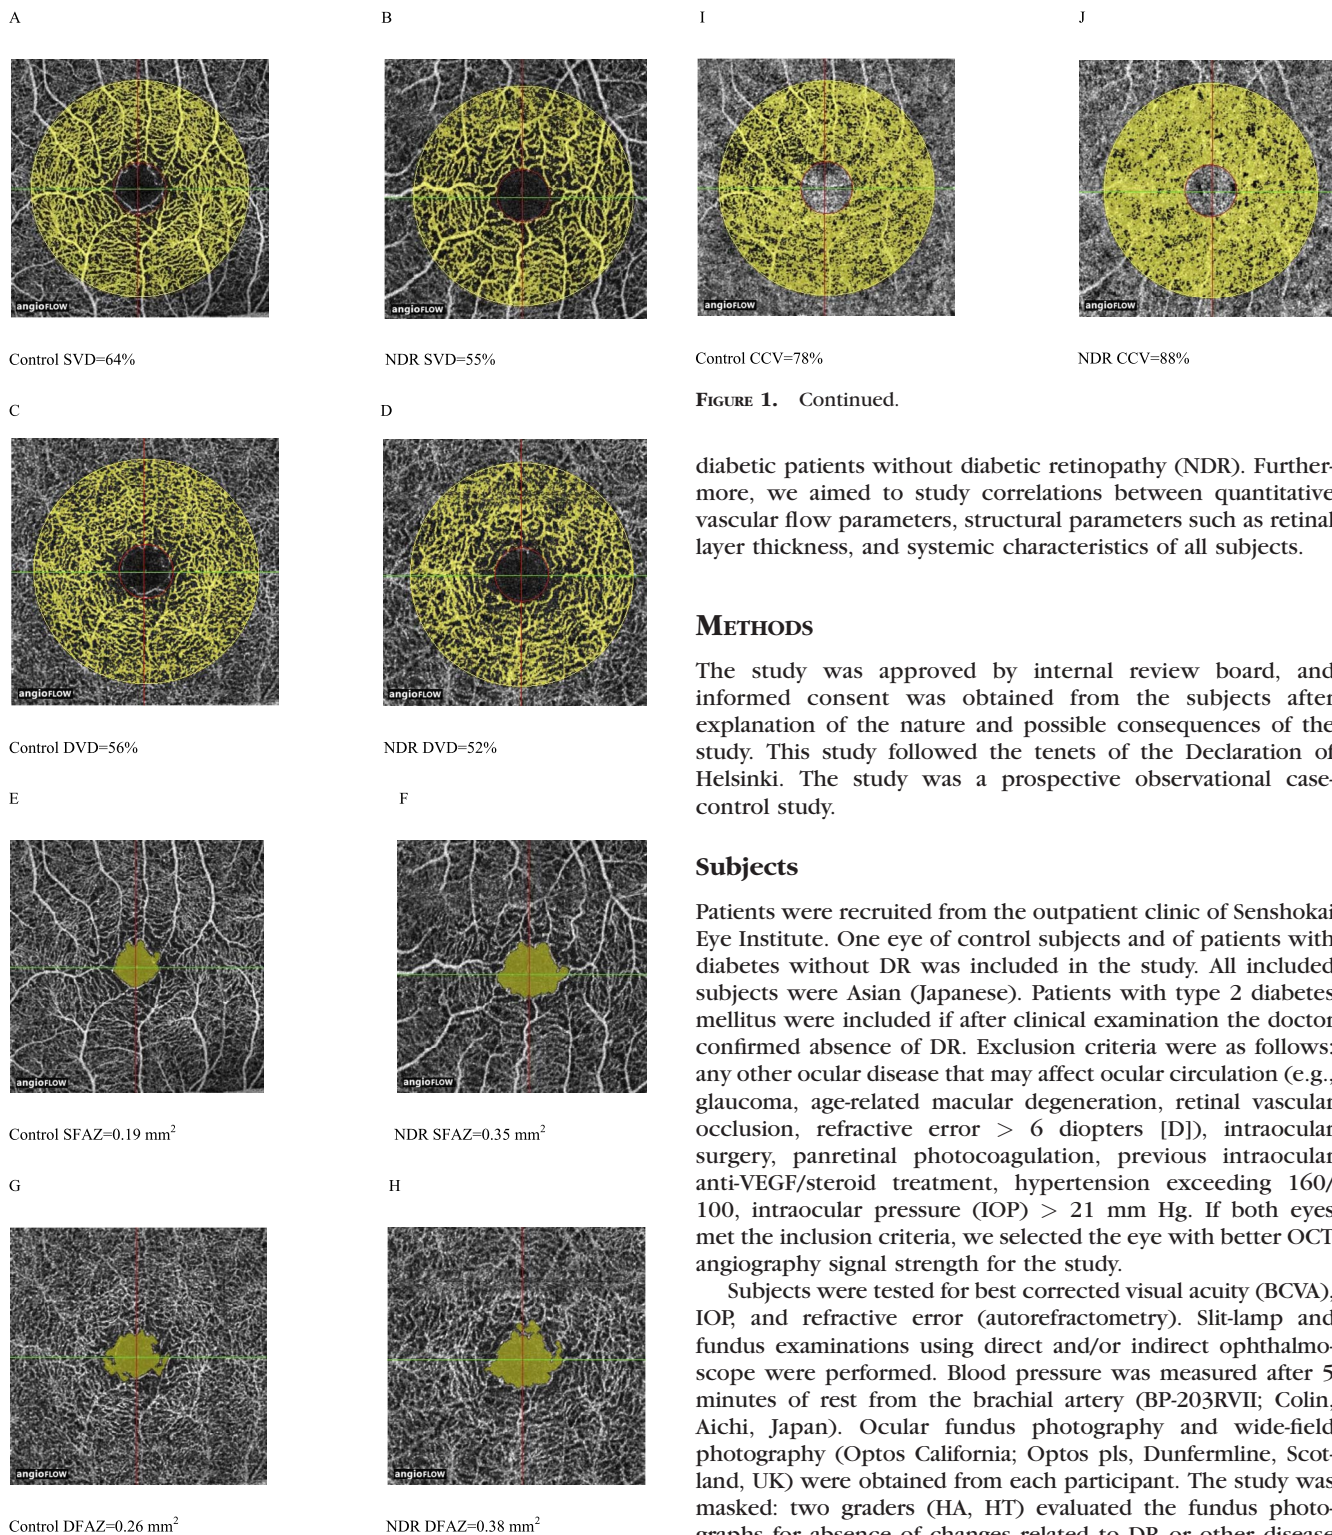 A
B
angioFLOW
angioFLOW
Control SVD=64%
NDR SVD=55%
C
D
angioFLOW
angioFLOW
Control DVD=56%
NDR DVD=52%
E
F
angioFLOW
angioFLOW
Control SFAZ=0.19 mm²
NDR SFAZ=0.35 mm²
G
H
angioFLOW
angioFLOW
Control DFAZ=0.26 mm²
NDR DFAZ=0.38 mm²
I
J
angioFLOW
angioFLOW
Control CCV=78%
NDR CCV=88%
FIGURE 1. Continued.
diabetic patients without diabetic retinopathy (NDR). Further-
more, we aimed to study correlations between quantitative
vascular flow parameters, structural parameters such as retinal
layer thickness, and systemic characteristics of all subjects.
METHODS
The study was approved by internal review board, and
informed consent was obtained from the subjects after
explanation of the nature and possible consequences of the
study. This study followed the tenets of the Declaration of
Helsinki. The study was a prospective observational case-
control study.
Subjects
Patients were recruited from the outpatient clinic of Senshokai
Eye Institute. One eye of control subjects and of patients with
diabetes without DR was included in the study. All included
subjects were Asian (Japanese). Patients with type 2 diabetes
mellitus were included if after clinical examination the doctor
confirmed absence of DR. Exclusion criteria were as follows:
any other ocular disease that may affect ocular circulation (e.g.,
glaucoma, age-related macular degeneration, retinal vascular
occlusion, refractive error > 6 diopters [D]), intraocular
surgery, panretinal photocoagulation, previous intraocular
anti-VEGF/steroid treatment, hypertension exceeding 160/
100, intraocular pressure (IOP) > 21 mm Hg. If both eyes
met the inclusion criteria, we selected the eye with better OCT
angiography signal strength for the study.
Subjects were tested for best corrected visual acuity (BCVA),
IOP, and refractive error (autorefractometry). Slit-lamp and
fundus examinations using direct and/or indirect ophthalmo-
scope were performed. Blood pressure was measured after 5
minutes of rest from the brachial artery (BP-203RVII; Colin,
Aichi, Japan). Ocular fundus photography and wide-field
photography (Optos California; Optos pls, Dunfermline, Scot-
land, UK) were obtained from each participant. The study was
masked: two graders (HA, HT) evaluated the fundus photo-
graphs for absence of changes related to DR or other disease